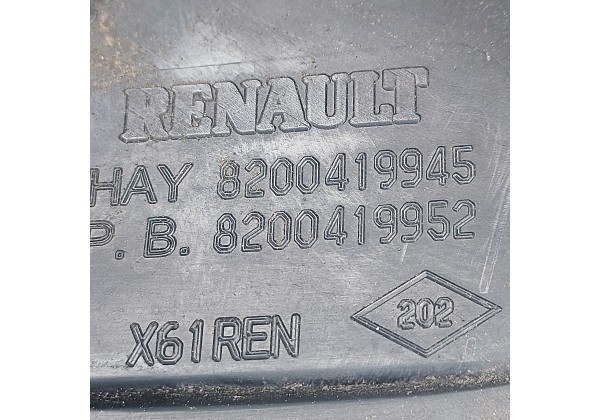 RENAULT
HAY 8200419945
P. B. 8200419952
X61REN
202